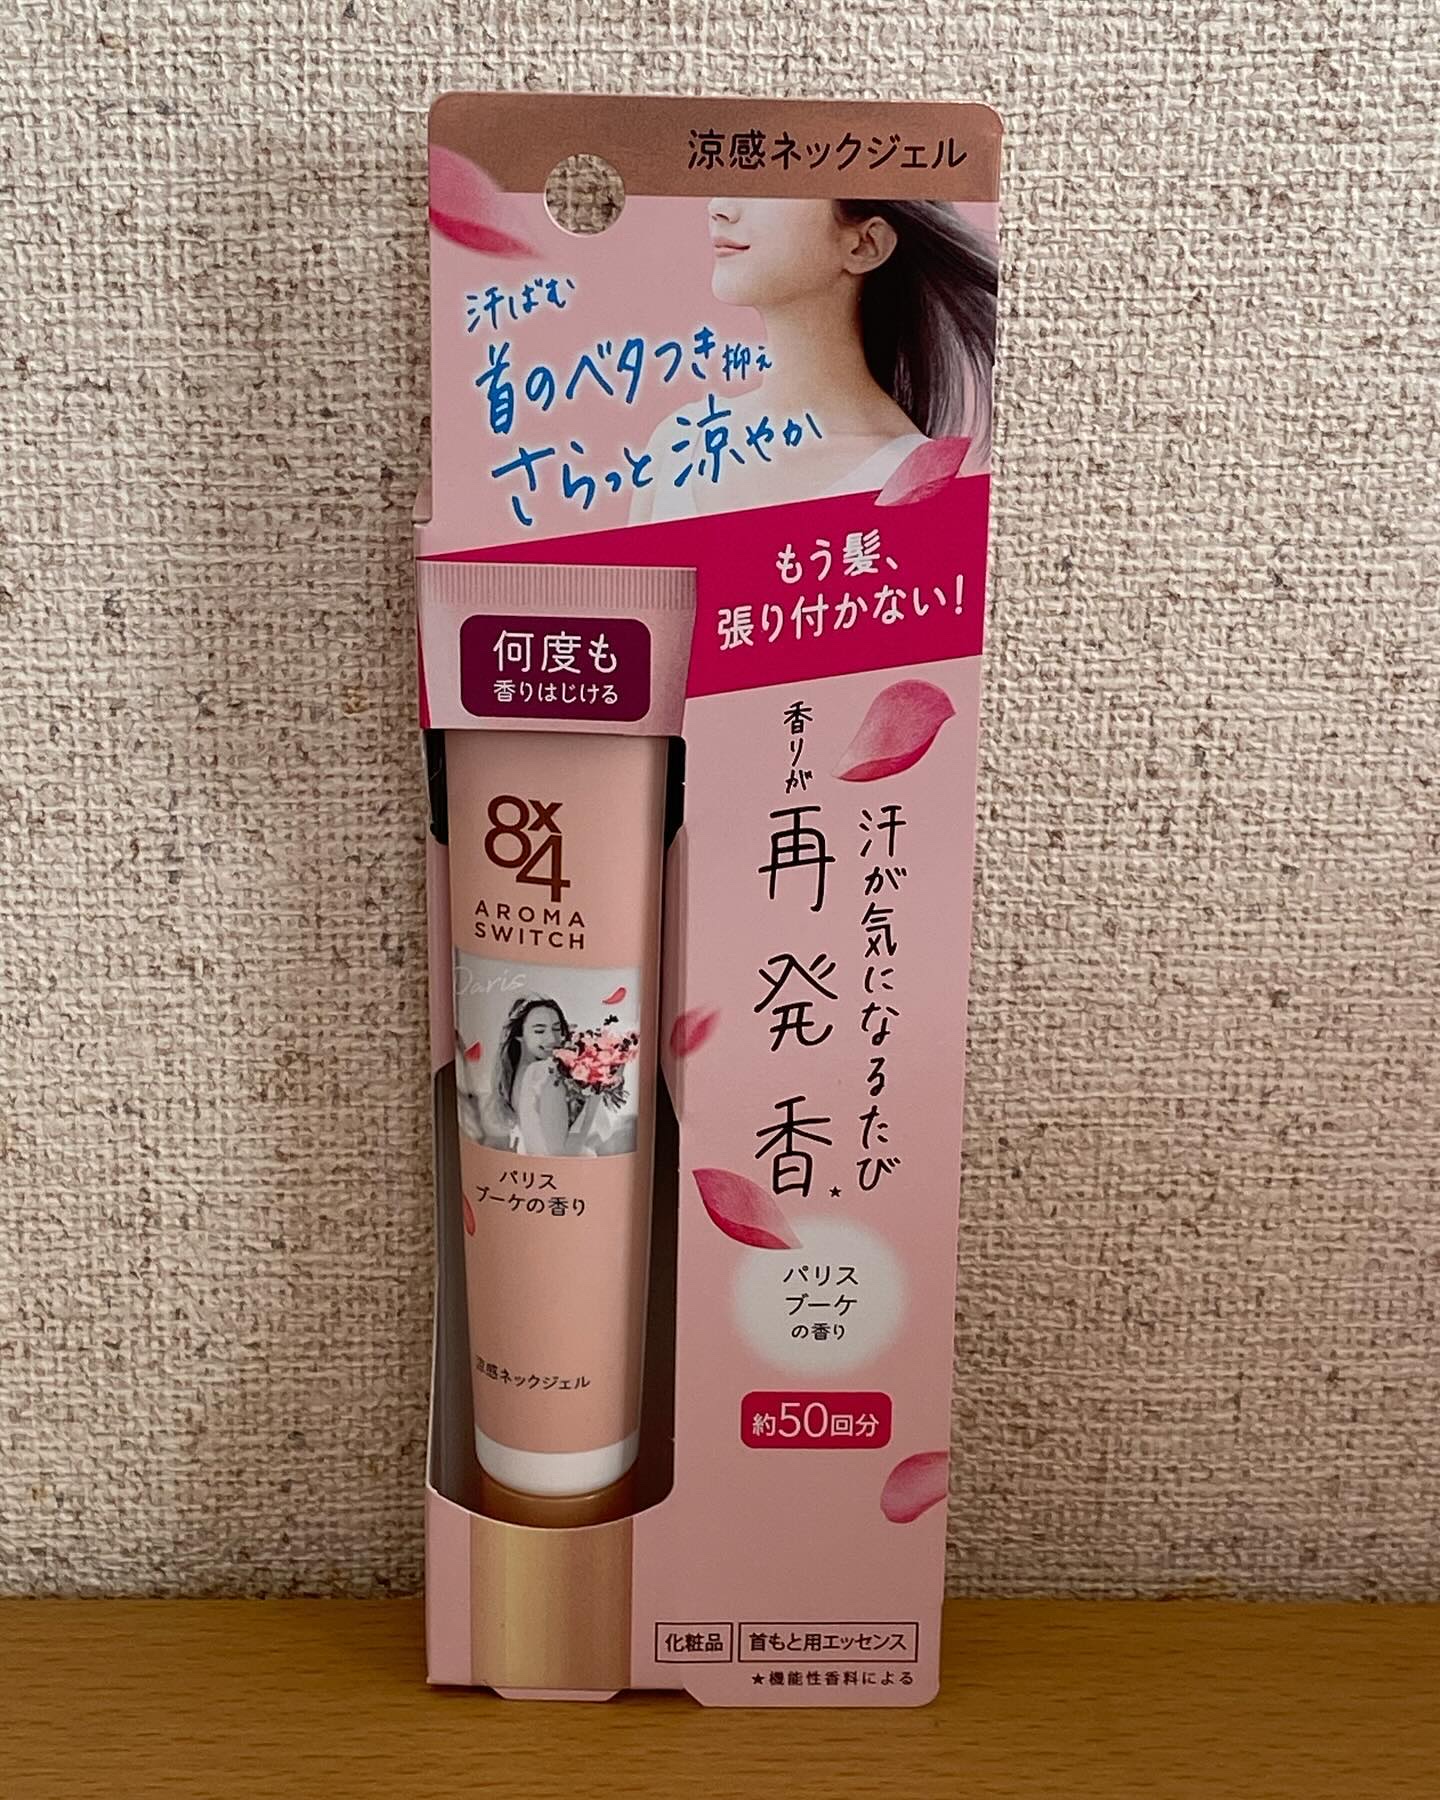 涼感ネックジェル
汗ばむ
首のベタつき抑え
さらっと涼やか
もう髪、
張り付かない!
何度も
香りはじける
8x4
AROMA
SWITCH
Paris
パリス
ブーケの香り
涼感ネックジェル
汗が気になるたび
香りが再発香★
パリス
ブーケ
の香り
約50回分
化粧品 首もと用エッセンス
★機能性香料による